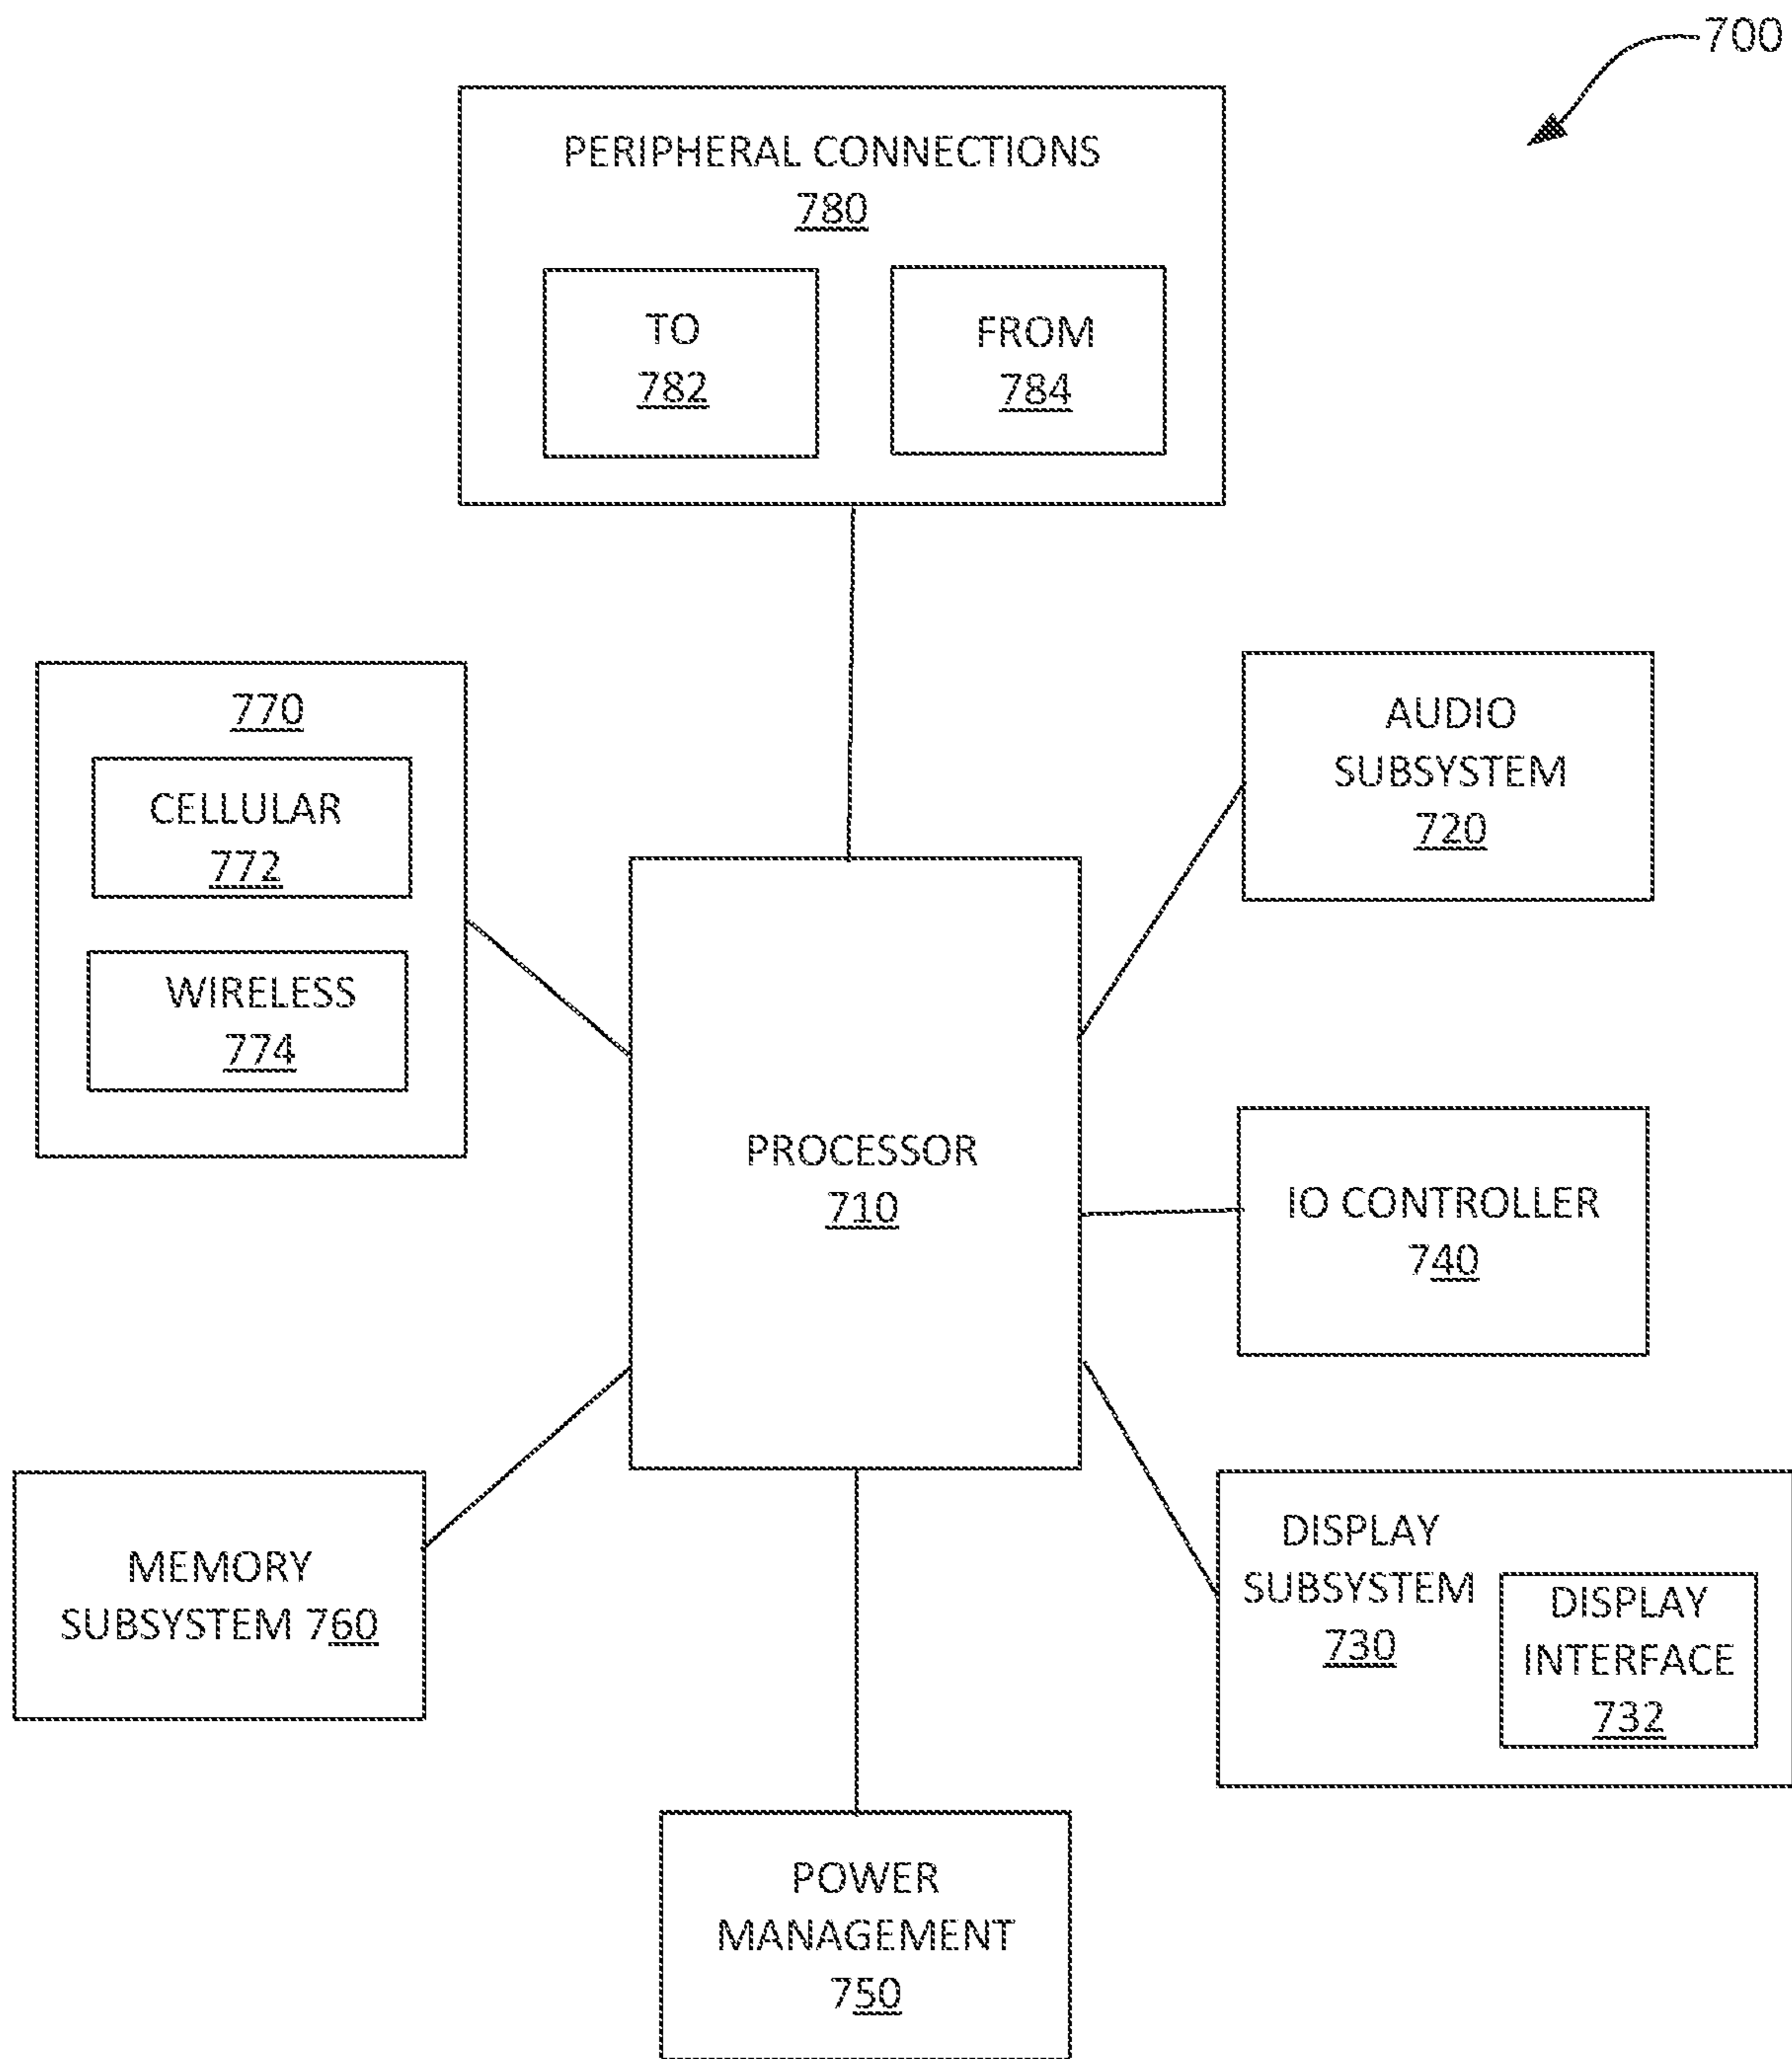 700
PERIPHERAL CONNECTIONS
780
TO
782
FROM
784
770
CELLULAR
772
WIRELESS
774
AUDIO
SUBSYSTEM
720
PROCESSOR
710
IO CONTROLLER
740
MEMORY
SUBSYSTEM 760
DISPLAY
SUBSYSTEM
730
DISPLAY
INTERFACE
732
POWER
MANAGEMENT
750